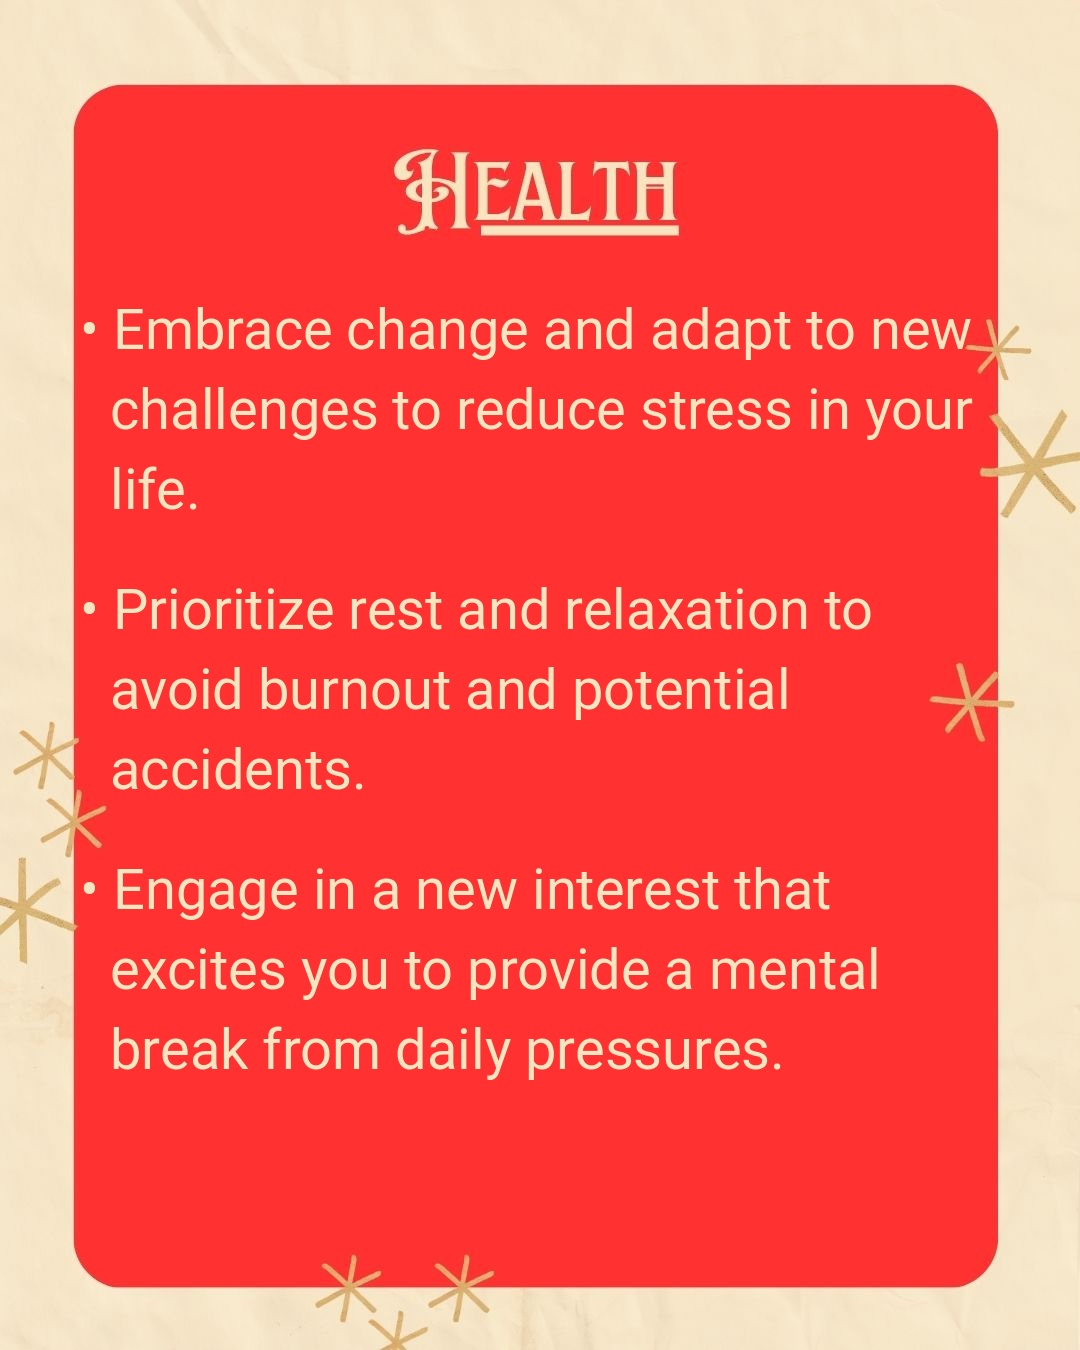 Health
• Embrace change and adapt to new
challenges to reduce stress in your
life.
• Prioritize rest and relaxation to
avoid burnout and potential
accidents.
• Engage in a new interest that
excites you to provide a mental
break from daily pressures.